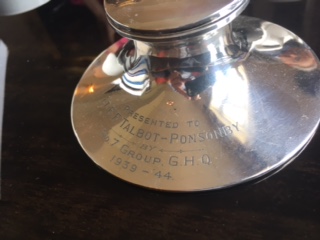 PRESENTED TO
TALBOT-PONSONBY
BY
7 GROUP, G.H.Q.
1939-44